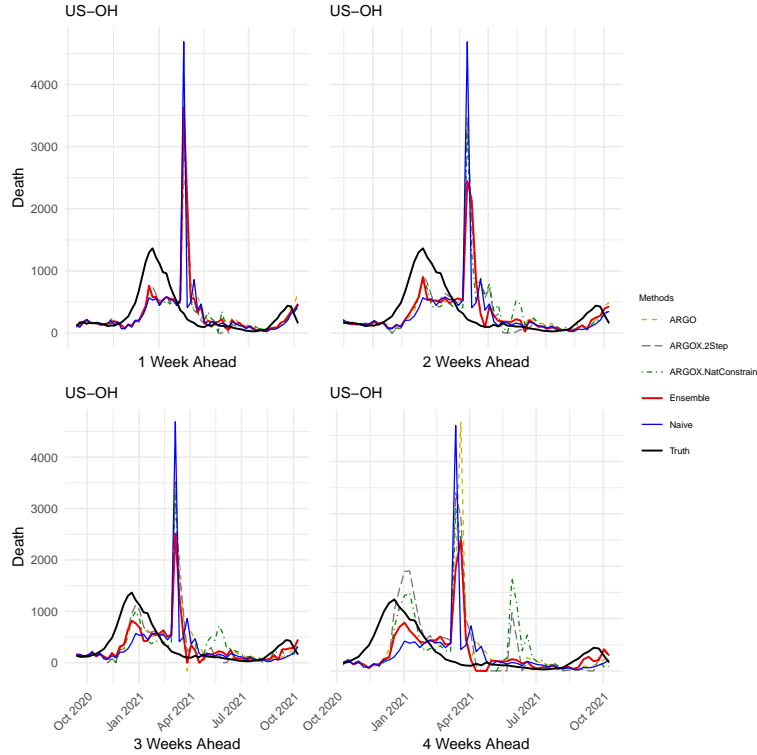 US−OH
US−OH
4000
3000
2000
1000
0
Death
1 Week Ahead
2 Weeks Ahead
US−OH
US−OH
4000
3000
2000
1000
0
Death
Oct 2020
Jan 2021
Apr 2021
Jul 2021
Oct 2021
Oct 2020
Jan 2021
Apr 2021
Jul 2021
Oct 2021
3 Weeks Ahead
4 Weeks Ahead
Methods
ARGO
ARGOX.2Step
ARGOX.NatConstrain
Ensemble
Naive
Truth